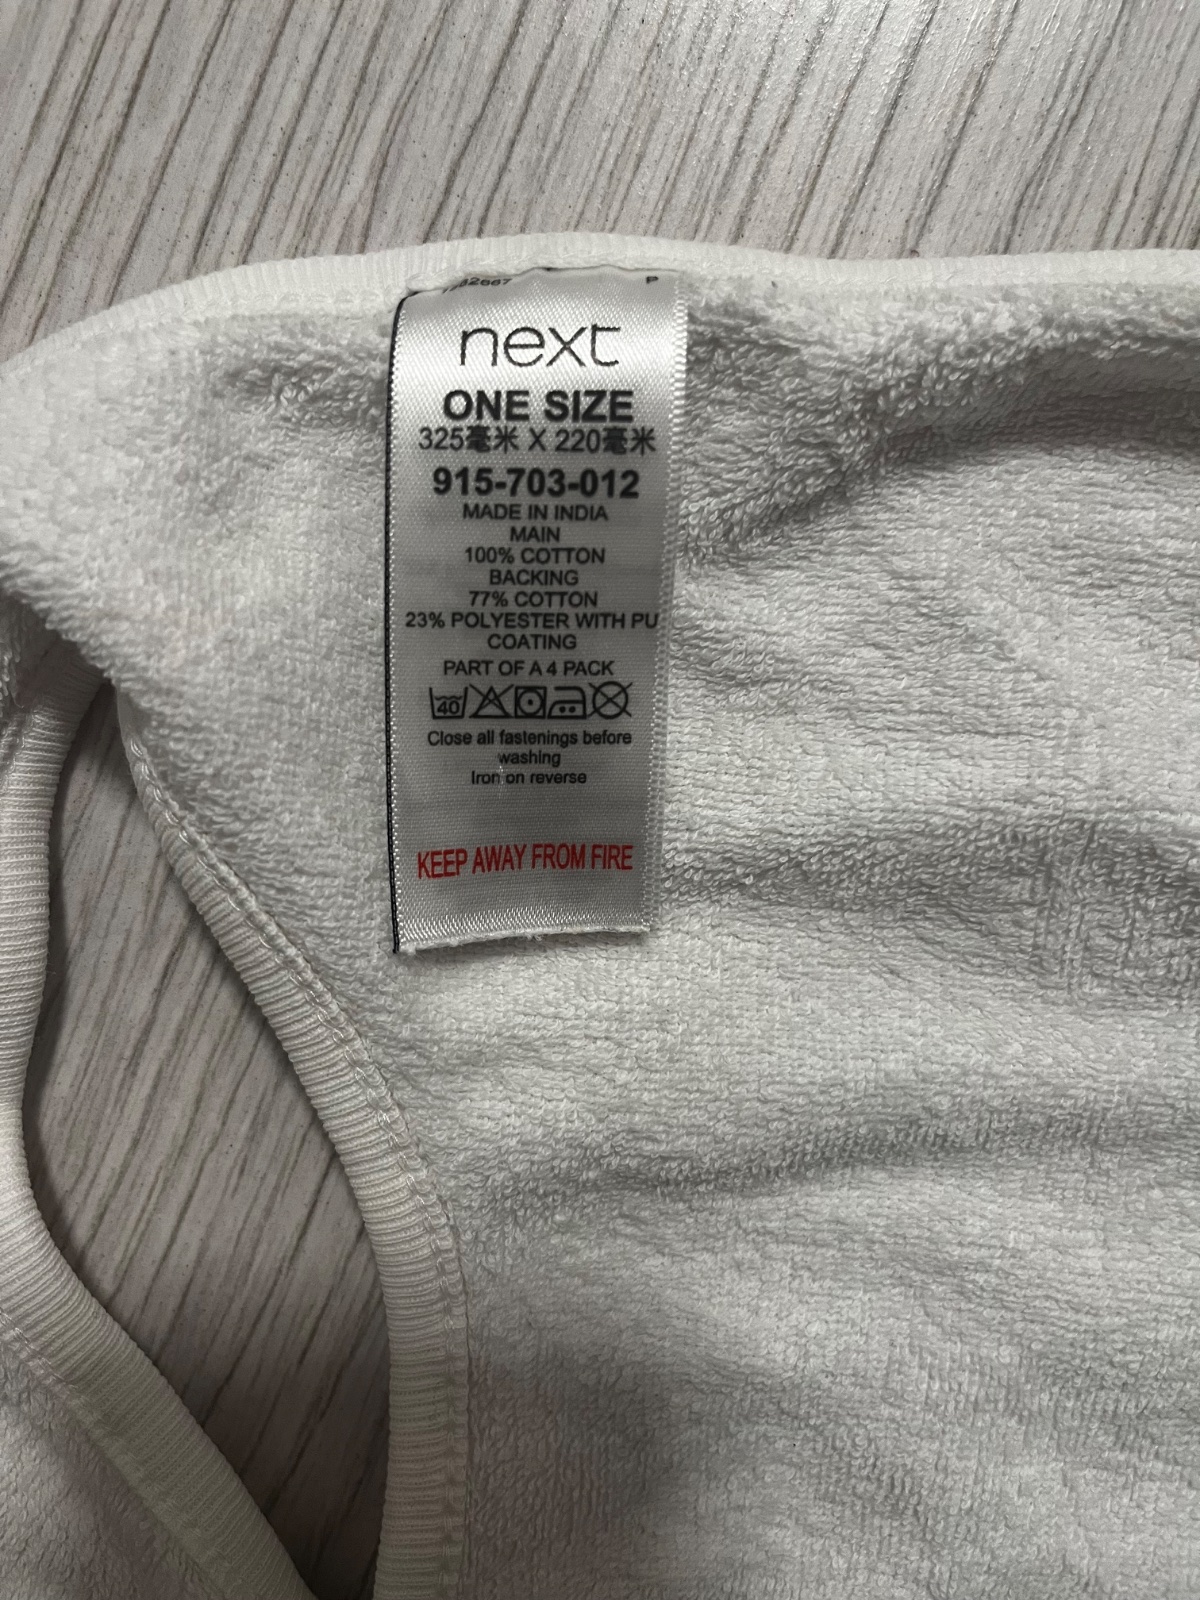 next
ONE SIZE
325毫米 X 220毫米
915-703-012
MADE IN INDIA
MAIN
100% COTTON
BACKING
77% COTTON
23% POLYESTER WITH PU
COATING
PART OF A 4 PACK
40
Close all fastenings before
washing
Iron on reverse
KEEP AWAY FROM FIRE